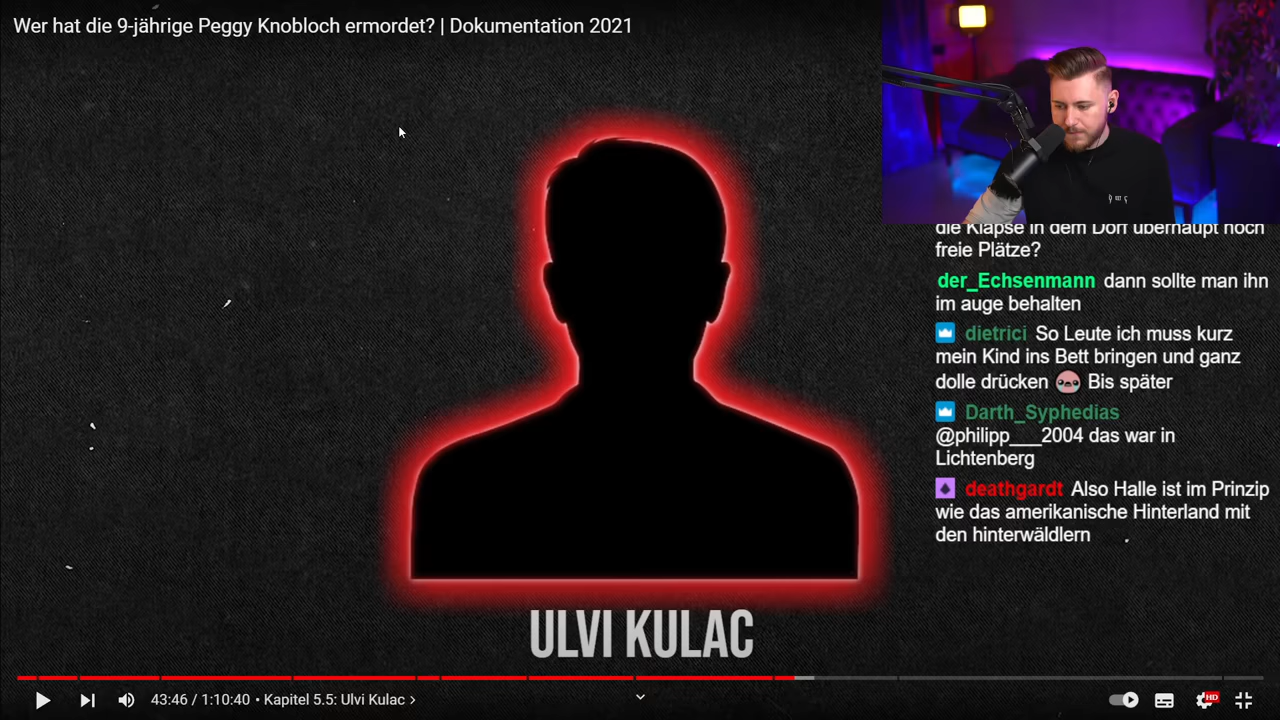 Wer hat die 9-jährige Peggy Knobloch ermordet? | Dokumentation 2021
die Klapse in dem Dorf überhaupt noch
freie Plätze?
der_Echsenmann dann sollte man ihn
im auge behalten
dietrici So Leute ich muss kurz
mein Kind ins Bett bringen und ganz
dolle drücken Bis später
Darth_Syphedias
@philipp___2004 das war in
Lichtenberg
deathgardt Also Halle ist im Prinzip
wie das amerikanische Hinterland mit
den hinterwäldlern
ULVI KULAC
43:46 / 1:10:40 • Kapitel 5.5: Ulvi Kulac
HD